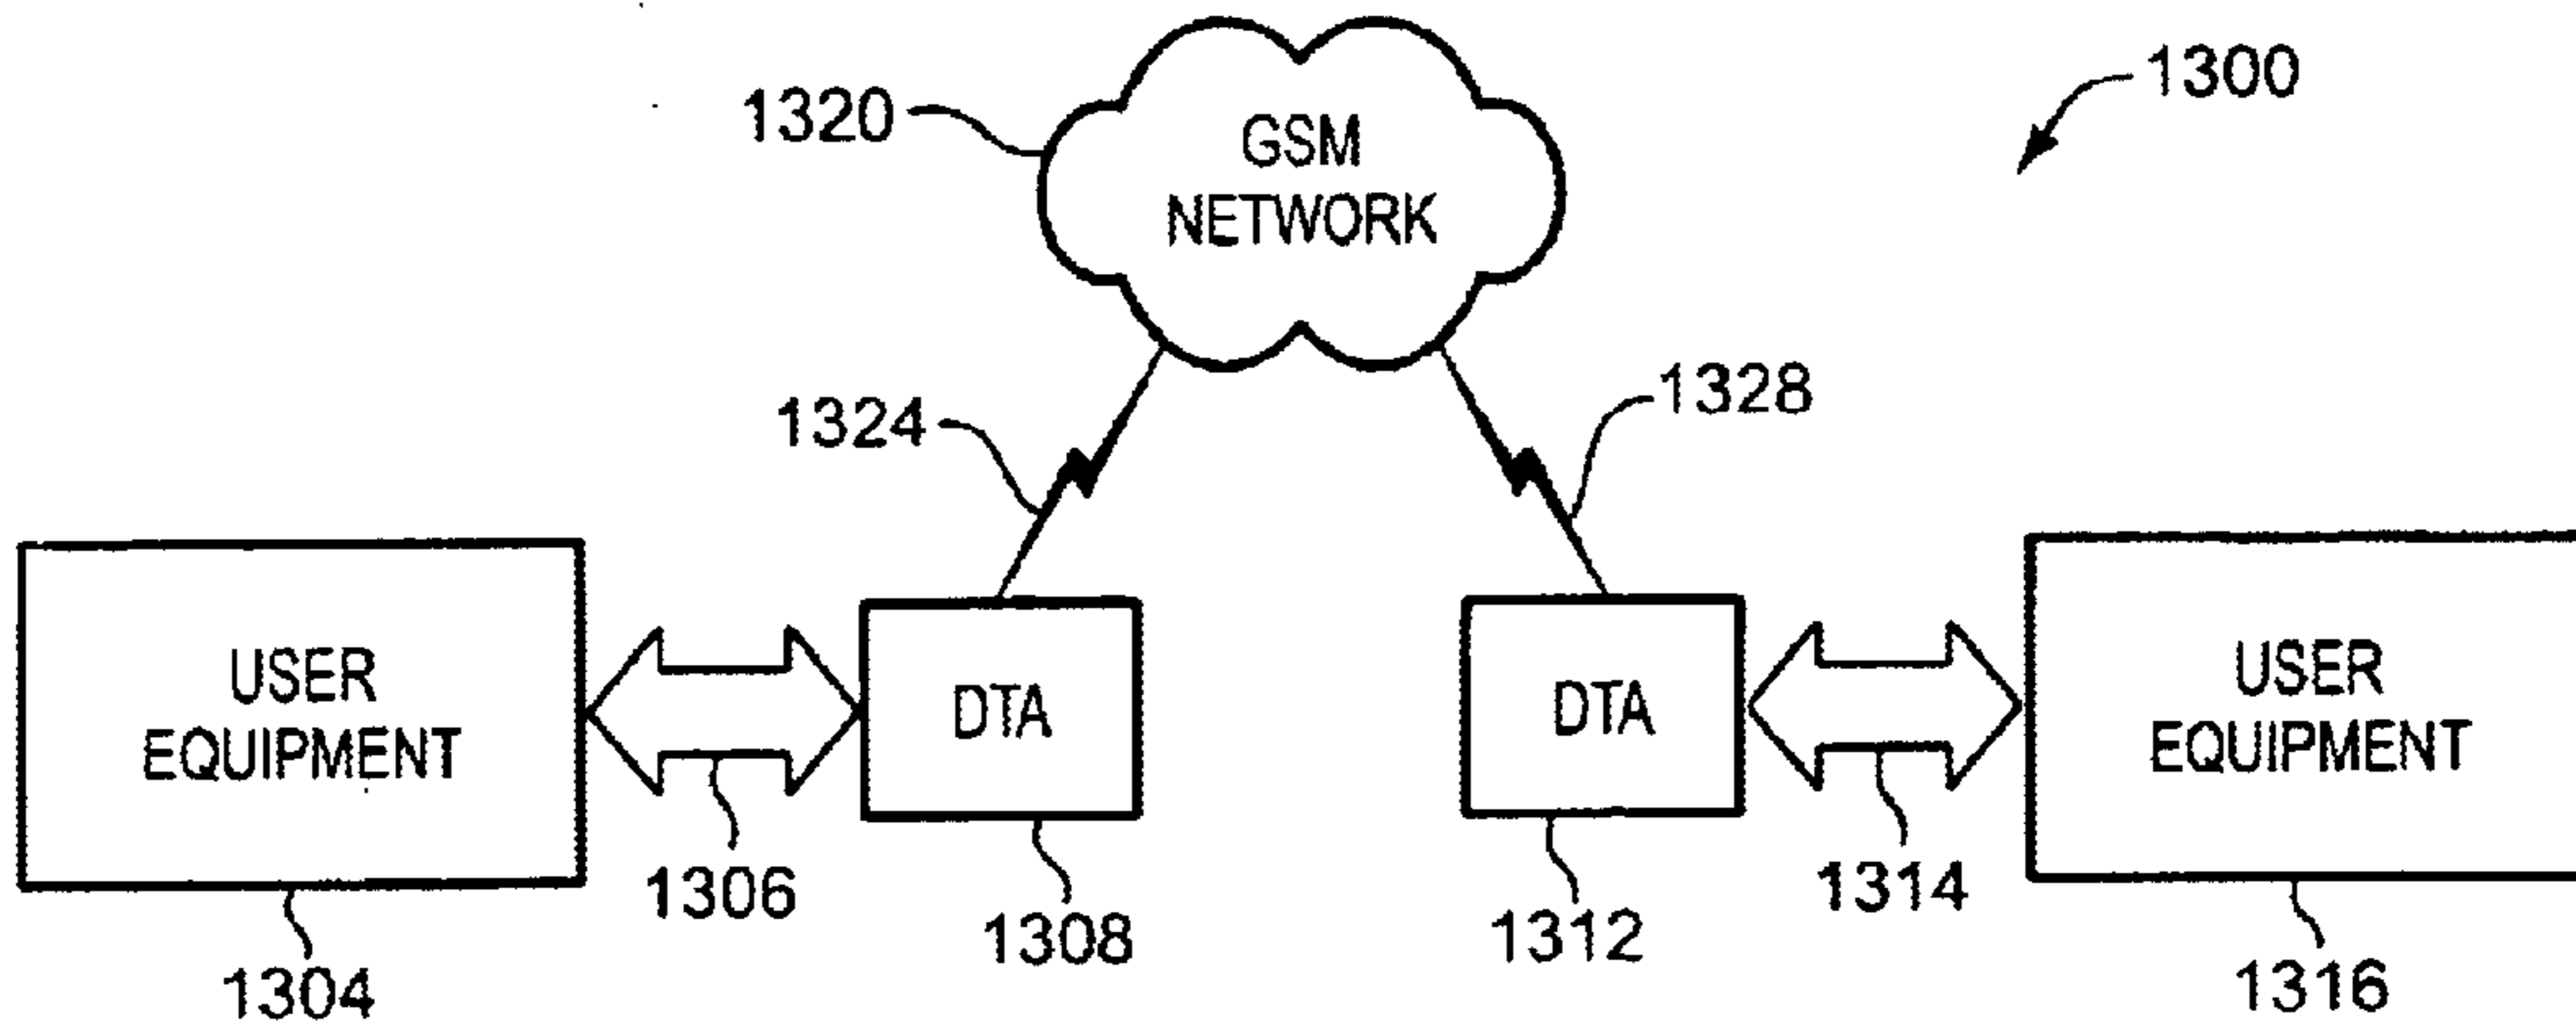 1300
1320
GSM
NETWORK
1324
1328
USER
EQUIPMENT
DTA
DTA
USER
EQUIPMENT
1306
1308
1312
1314
1304
1316